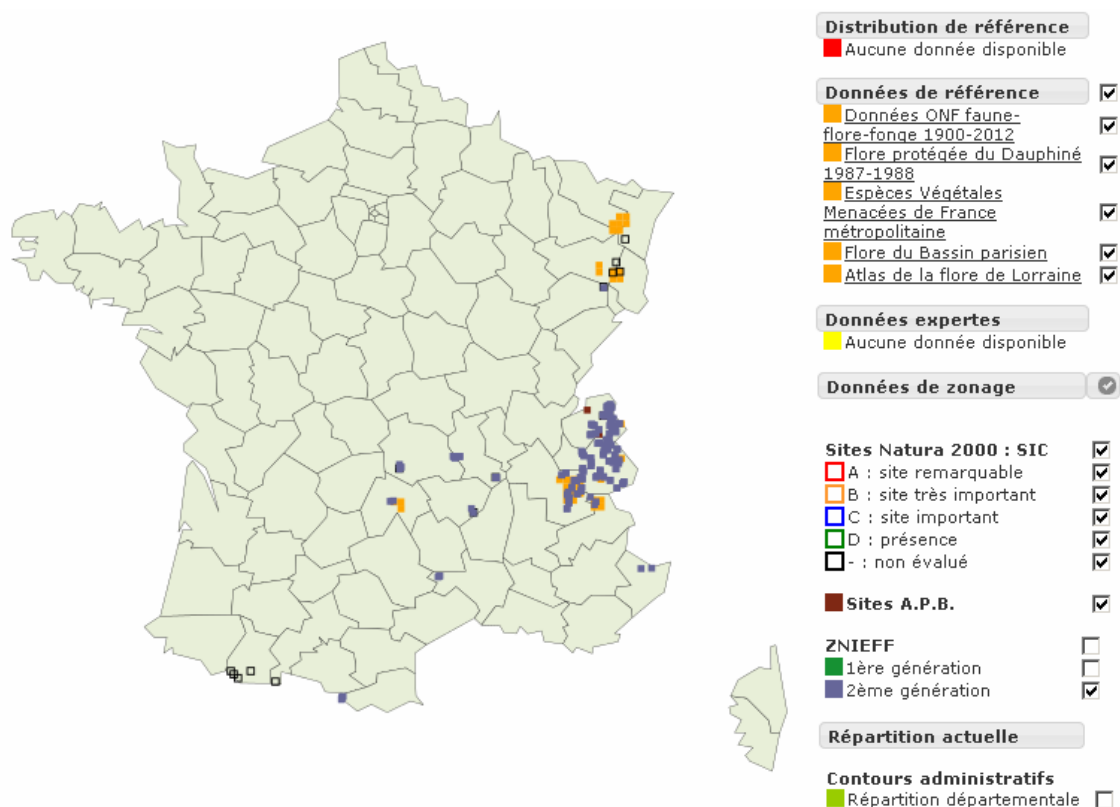 Distribution de référence
Aucune donnée disponible
Données de référence
Données ONF faune-
flore-fonge 1900-2012
Flore protégée du Dauphiné
1987-1988
Espèces Végétales
Menacées de France
métropolitaine
Flore du Bassin parisien
Atlas de la flore de Lorraine
Données expertes
Aucune donnée disponible
Données de zonage
Sites Natura 2000 : SIC
A : site remarquable
B : site très important
C : site important
D : présence
- : non évalué
Sites A.P.B.
ZNIEFF
1ère génération
2ème génération
Répartition actuelle
Contours administratifs
Répartition départementale